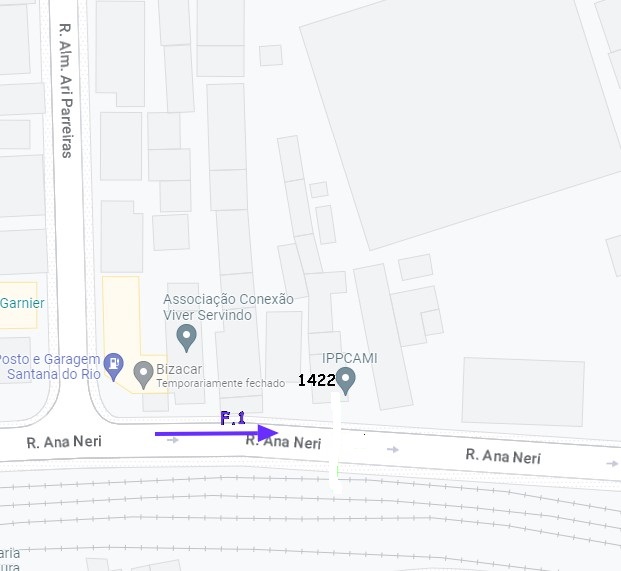 R. Alm. Ari Parreiras
Garnier
Associação Conexão
Viver Servindo
Posto e Garagem
Santana do Rio
Bizacar
Temporariamente fechado
IPPCAMI
1422
F.1
R. Ana Neri
R. Ana Neri
R. Ana Neri